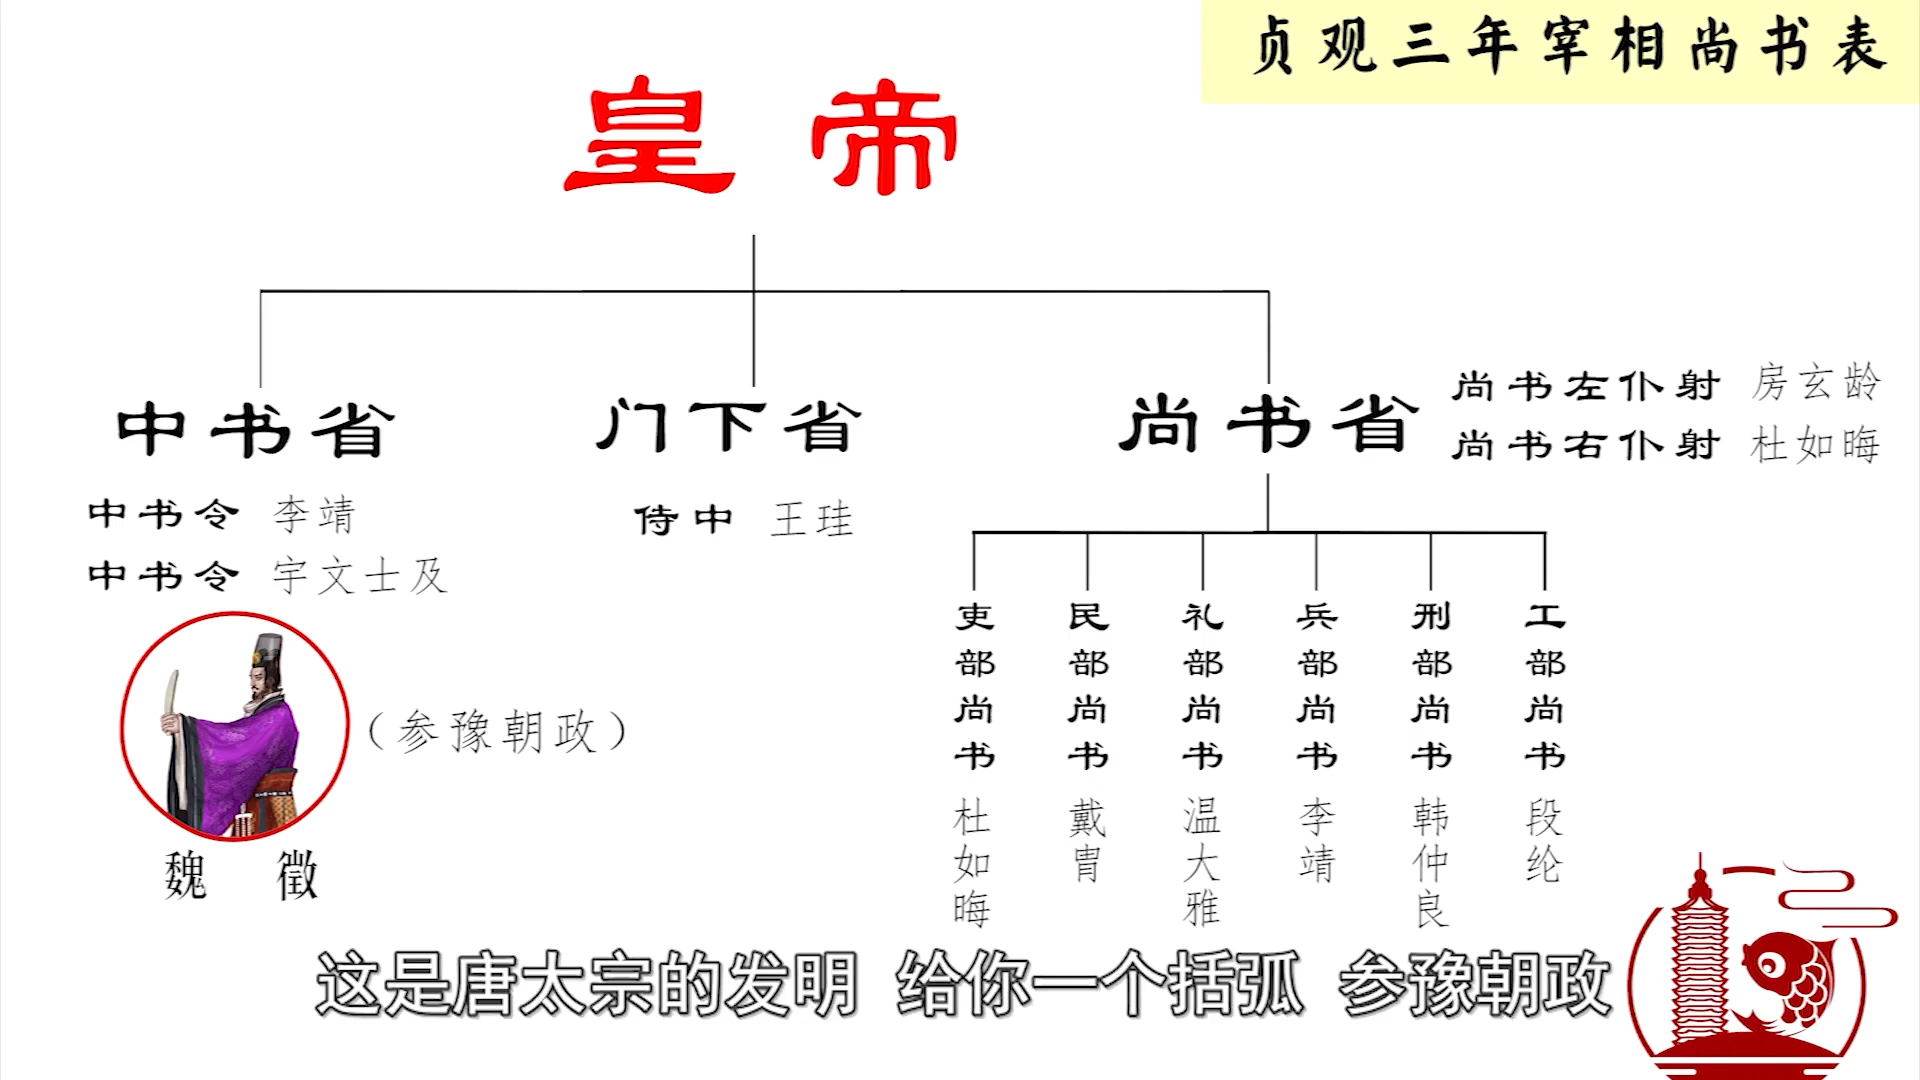 贞观三年宰相尚书表
皇帝
中书省
门下省
尚书省
尚书左仆射 房玄龄
尚书右仆射 杜如晦
中书令 李靖
中书令 宇文士及
侍中 王珪
（参豫朝政）
魏徵
吏部尚书 杜如晦
民部尚书 戴胄
礼部尚书 温大雅
兵部尚书 李靖
刑部尚书 韩仲良
工部尚书 段纶
这是唐太宗的发明 给你一个括弧 参豫朝政